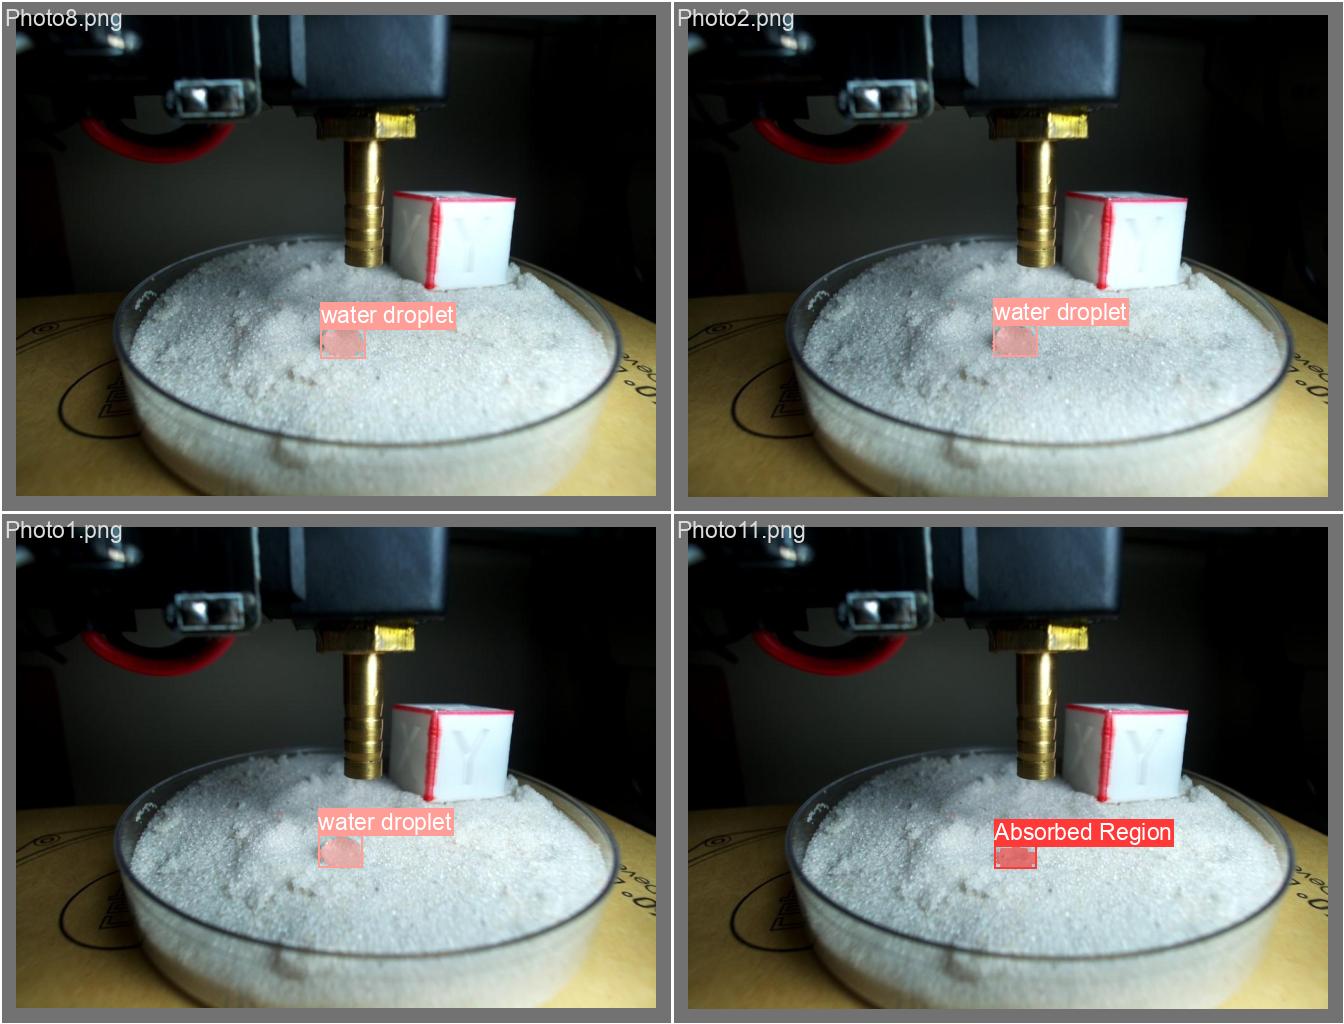 Photo8.png
water droplet
Y
Photo2.png
water droplet
Y
Photo1.png
water droplet
X Y
Photo11.png
Absorbed Region
X Y